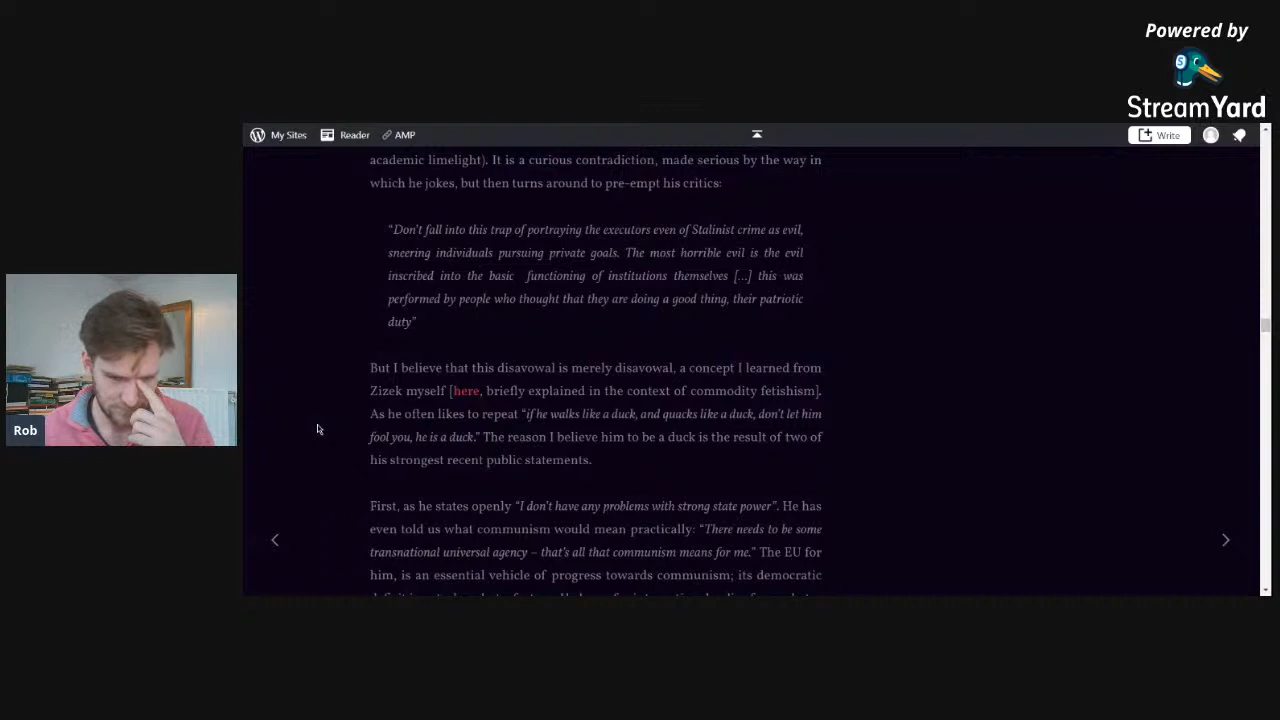 Powered by
StreamYard
My Sites
Reader
AMP
Write
academic limelight). It is a curious contradiction, made serious by the way in
which he jokes, but then turns around to pre-empt his critics:
“Don’t fall into this trap of portraying the executors even of Stalinist crime as evil,
sneering individuals pursuing private goals. The most horrible evil is the evil
inscribed into the basic functioning of institutions themselves [...] this was
performed by people who thought that they are doing a good thing, their patriotic
duty”
But I believe that this disavowal is merely disavowal, a concept I learned from
Zizek myself [here, briefly explained in the context of commodity fetishism].
As he often likes to repeat “if he walks like a duck, and quacks like a duck, don’t let him
fool you, he is a duck.” The reason I believe him to be a duck is the result of two of
his strongest recent public statements.
First, as he states openly “I don’t have any problems with strong state power”. He has
even told us what communism would mean practically: “There needs to be some
transnational universal agency – that’s all that communism means for me.” The EU for
him, is an essential vehicle of progress towards communism; its democratic
Rob